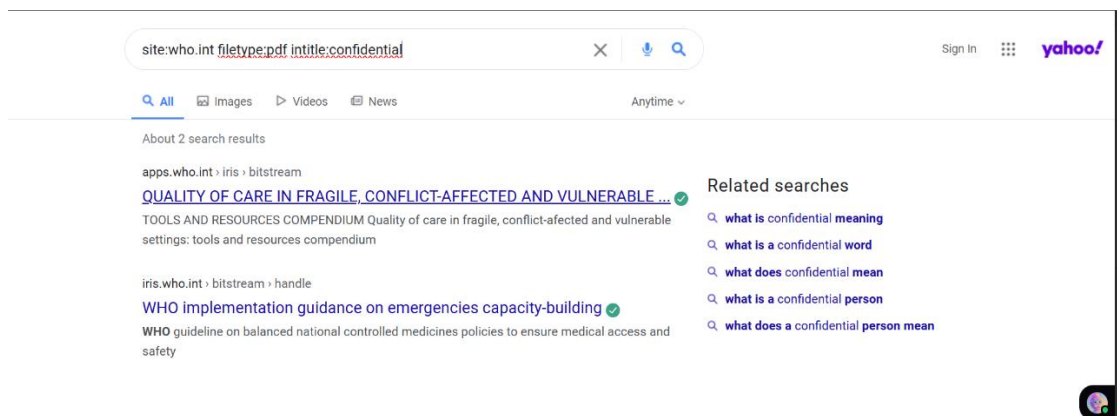 site:who.int filetype:pdf intitle:confidential
Sign In
yahoo!
All Images Videos News Anytime
About 2 search results
apps.who.int › iris › bitstream
QUALITY OF CARE IN FRAGILE, CONFLICT-AFFECTED AND VULNERABLE ...
TOOLS AND RESOURCES COMPENDIUM Quality of care in fragile, conflict-afected and vulnerable
settings: tools and resources compendium
iris.who.int › bitstream › handle
WHO implementation guidance on emergencies capacity-building
WHO guideline on balanced national controlled medicines policies to ensure medical access and
safety
Related searches
what is confidential meaning
what is a confidential word
what does confidential mean
what is a confidential person
what does a confidential person mean